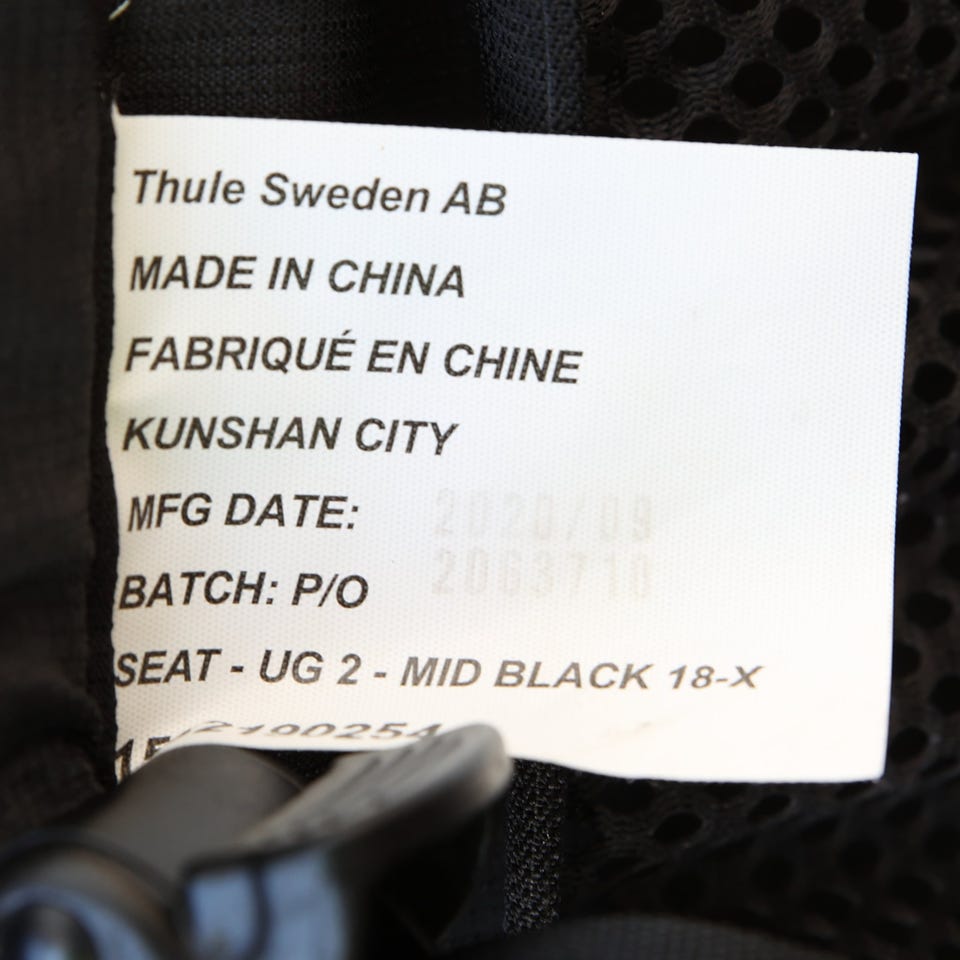 Thule Sweden AB
MADE IN CHINA
FABRIQUÉ EN CHINE
KUNSHAN CITY
MFG DATE: 2020/09
BATCH: P/O 2063710
SEAT - UG 2 - MID BLACK 18-X